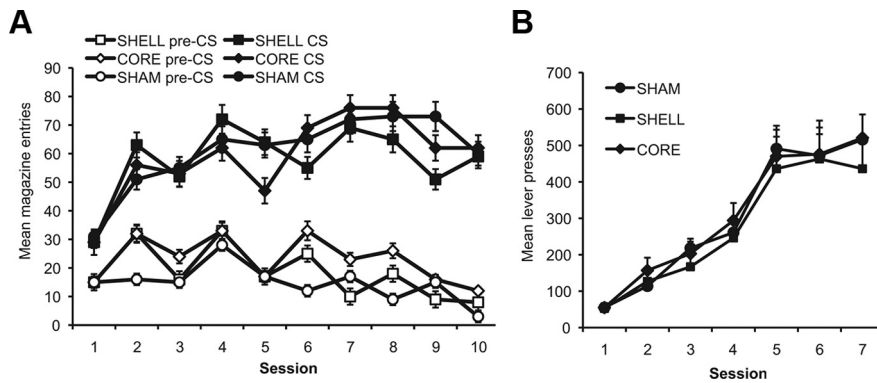 A
SHELL pre-CS SHELL CS
CORE pre-CS CORE CS
SHAM pre-CS SHAM CS
90
80
70
60
50
40
30
20
10
0
Mean magazine entries
1 2 3 4 5 6 7 8 9 10
Session
B
700
600
500
400
300
200
100
0
Mean lever presses
SHAM
SHELL
CORE
1 2 3 4 5 6 7
Session